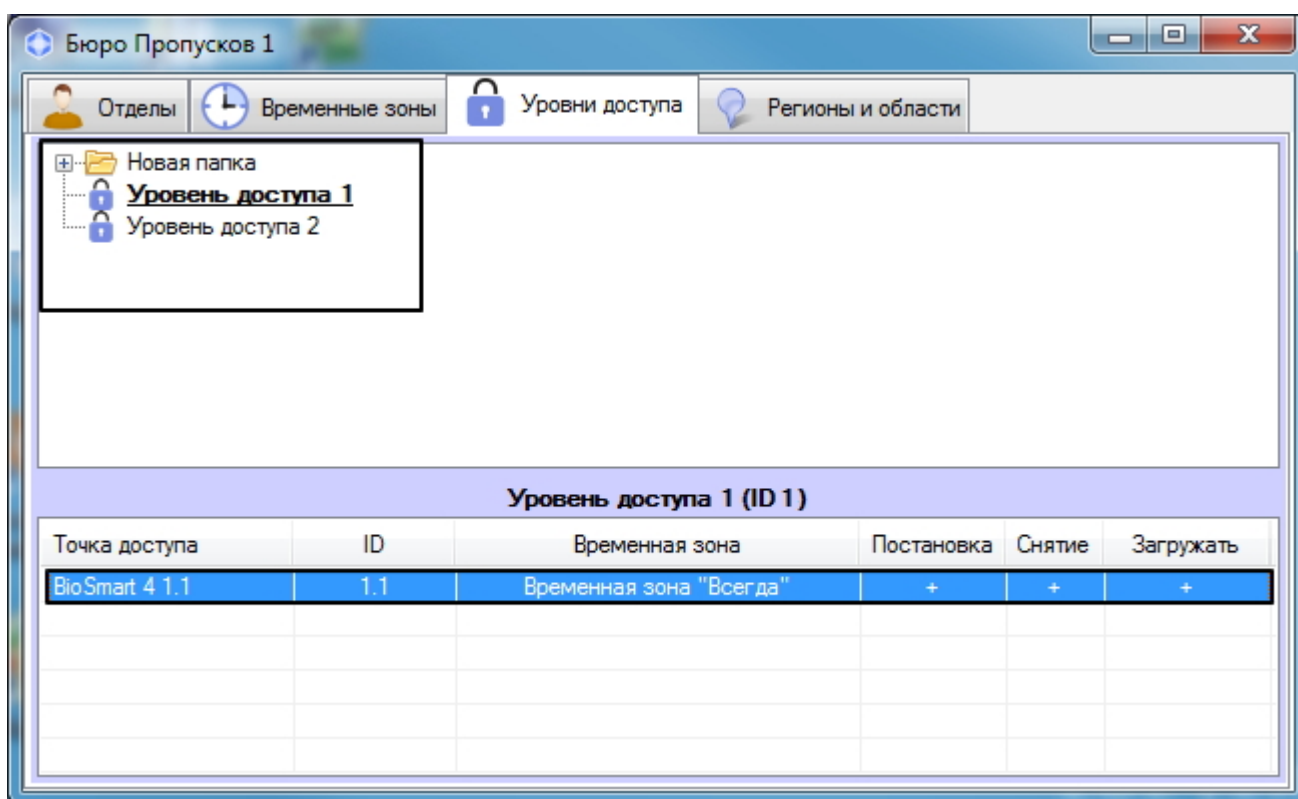 Бюро Пропусков 1
Отделы Временные зоны Уровни доступа Регионы и области
Новая папка
Уровень доступа 1
Уровень доступа 2
Уровень доступа 1 (ID 1)
Точка доступа ID Временная зона Постановка Снятие Загружать
BioSmart 4 1.1 1.1 Временная зона "Всегда" + + +